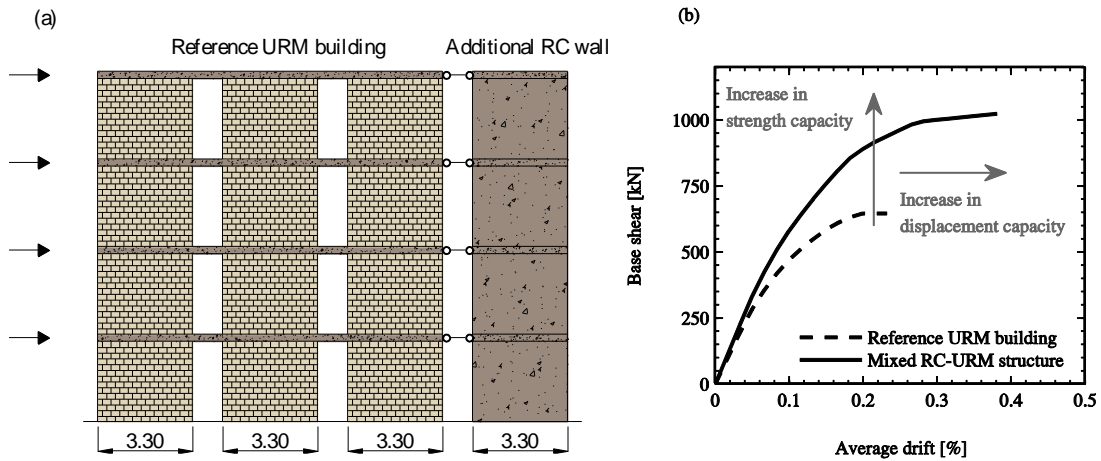 (a)
Reference URM building
Additional RC wall
3.30
3.30
3.30
3.30
(b)
Increase in
strength capacity
Increase in
displacement capacity
Reference URM building
Mixed RC-URM structure
Base shear [kN]
1000
750
500
250
0
0
0.1
0.2
0.3
0.4
0.5
Average drift [%]